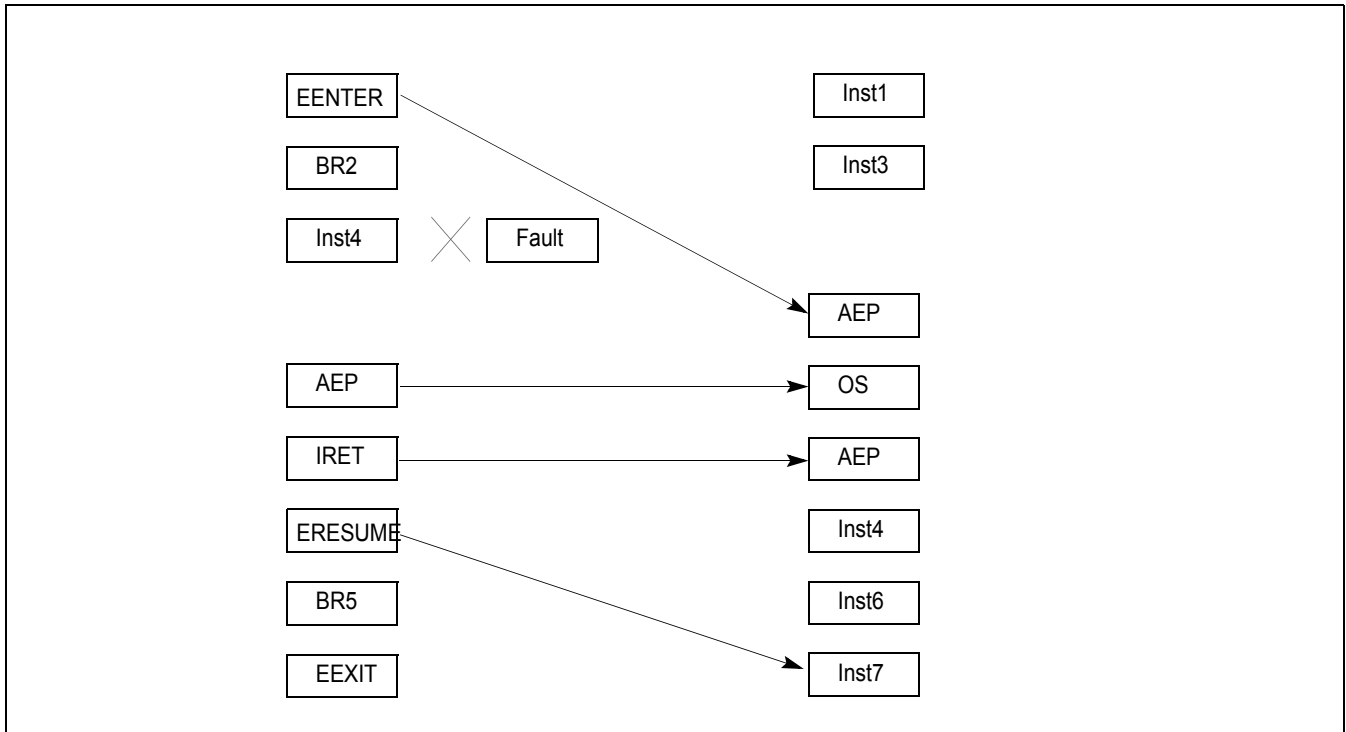 EENTER Inst1
BR2 Inst3
Inst4 Fault
AEP
AEP OS
IRET AEP
ERESUME Inst4
BR5 Inst6
EEXIT Inst7